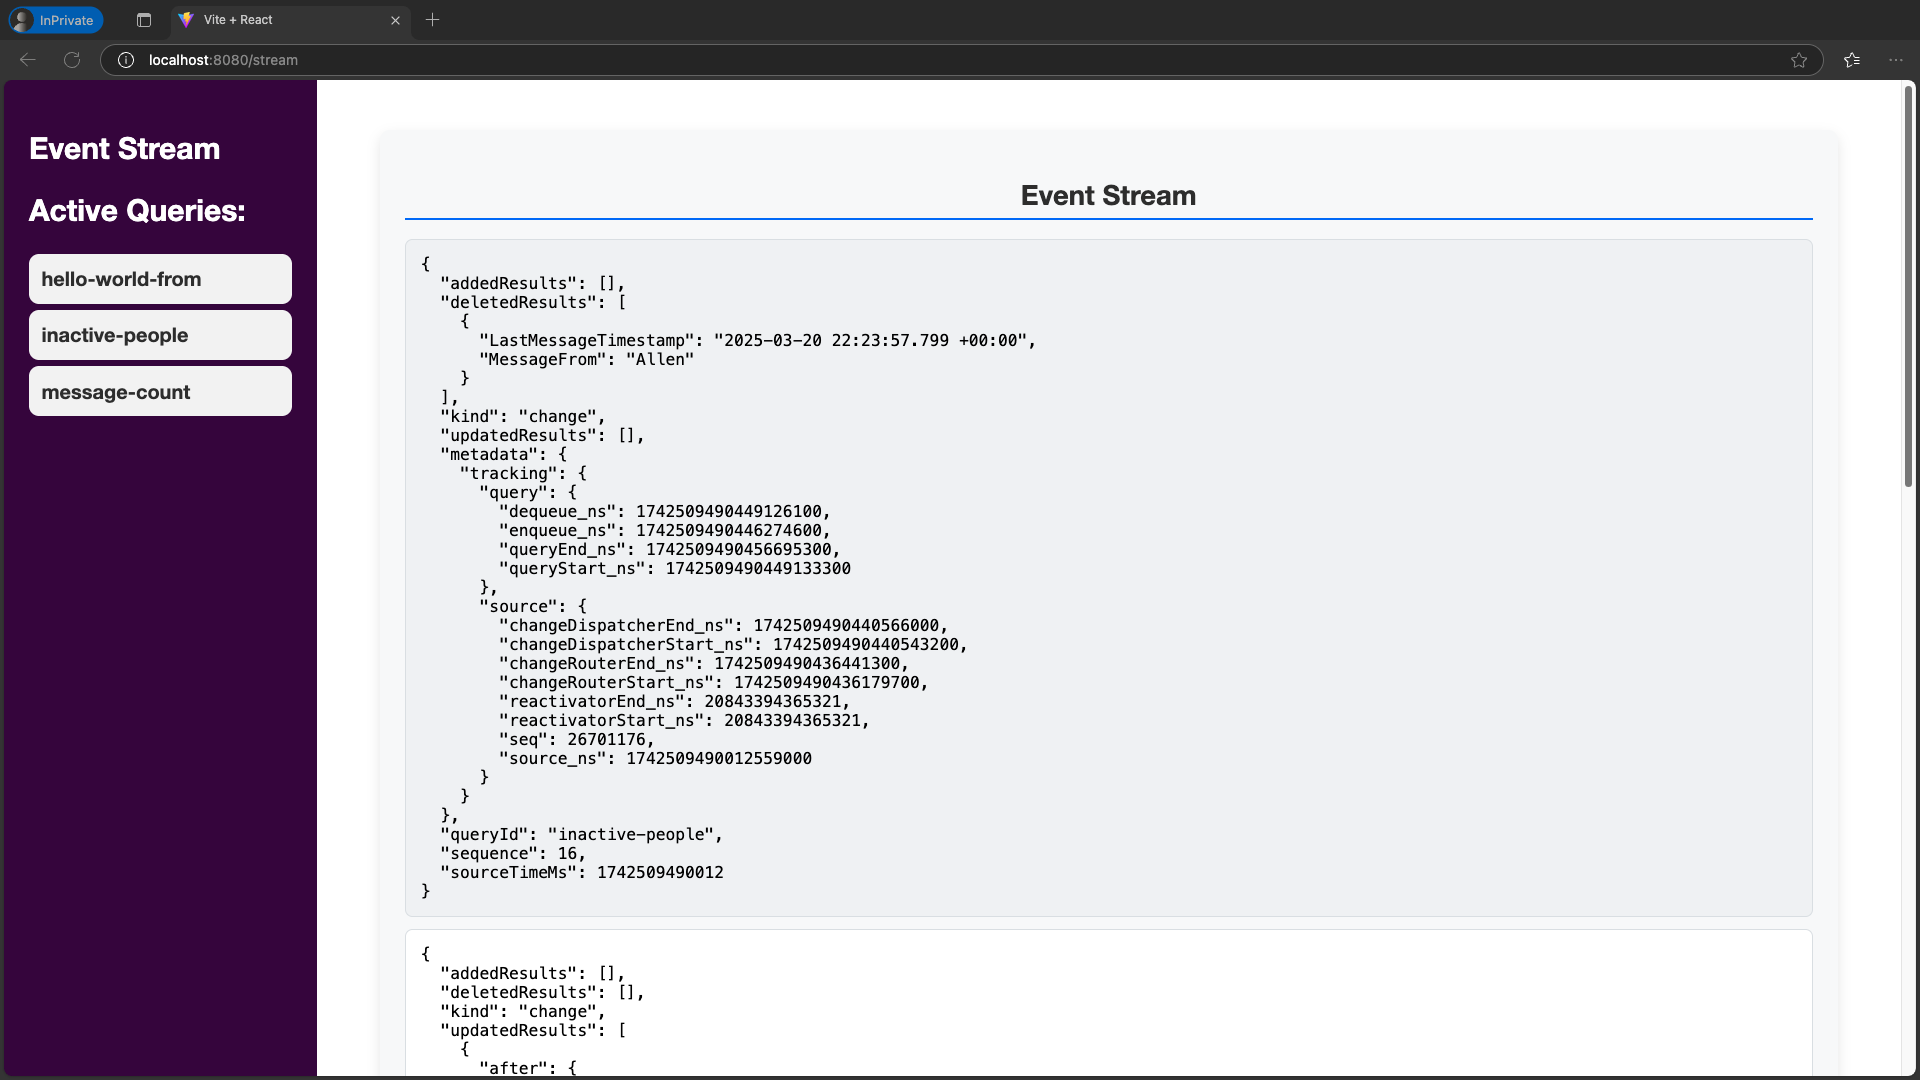 InPrivate
Vite + React
localhost:8080/stream
Event Stream
Active Queries:
hello-world-from
inactive-people
message-count
Event Stream
{
  "addedResults": [],
  "deletedResults": [
    {
      "LastMessageTimestamp": "2025-03-20 22:23:57.799 +00:00",
      "MessageFrom": "Allen"
    }
  ],
  "kind": "change",
  "updatedResults": [],
  "metadata": {
    "tracking": {
      "query": {
        "dequeue_ns": 1742509490449126100,
        "enqueue_ns": 1742509490446274600,
        "queryEnd_ns": 1742509490456695300,
        "queryStart_ns": 1742509490449133300
      },
      "source": {
        "changeDispatcherEnd_ns": 1742509490440566000,
        "changeDispatcherStart_ns": 1742509490440543200,
        "changeRouterEnd_ns": 1742509490436441300,
        "changeRouterStart_ns": 1742509490436179700,
        "reactivatorEnd_ns": 20843394365321,
        "reactivatorStart_ns": 20843394365321,
        "seq": 26701176,
        "source_ns": 1742509490012559000
      }
    }
  },
  "queryId": "inactive-people",
  "sequence": 16,
  "sourceTimeMs": 1742509490012
}
{
  "addedResults": [],
  "deletedResults": [],
  "kind": "change",
  "updatedResults": [
    {
      "after": {